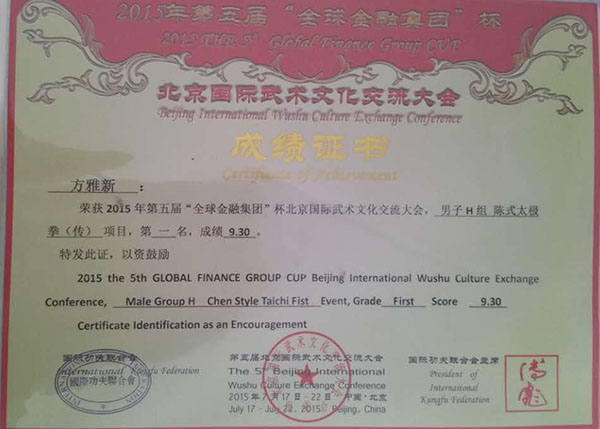 2015年第五届“全球金融集团”杯
2015 THE 5th Global Finance Group CUP
北京国际武术文化交流大会
Beijing International Wushu Culture Exchange Conference
成绩证书
Certificate of Achievement
方雅新 :
荣获 2015 年第五届“全球金融集团”杯北京国际武术文化交流大会，男子 H 组 陈式太极
拳（传） 项目，第 一 名，成绩 9.30 。
特发此证，以资鼓励
2015 the 5th GLOBAL FINANCE GROUP CUP Beijing International Wushu Culture Exchange
Conference, Male Group H Chen Style Taichi Fist Event, Grade First Score 9.30
Certificate Identification as an Encouragement
国际功夫联合会
International Kungfu Federation
國際功夫聯合會
第五届北京国际武术文化交流大会
The 5th Beijing International
Wushu Culture Exchange Conference
2015年7月17日－22日 中国·北京
July 17 - July 22, 2015 Beijing, China
国际功夫联合会主席
President of
International
Kungfu Federation